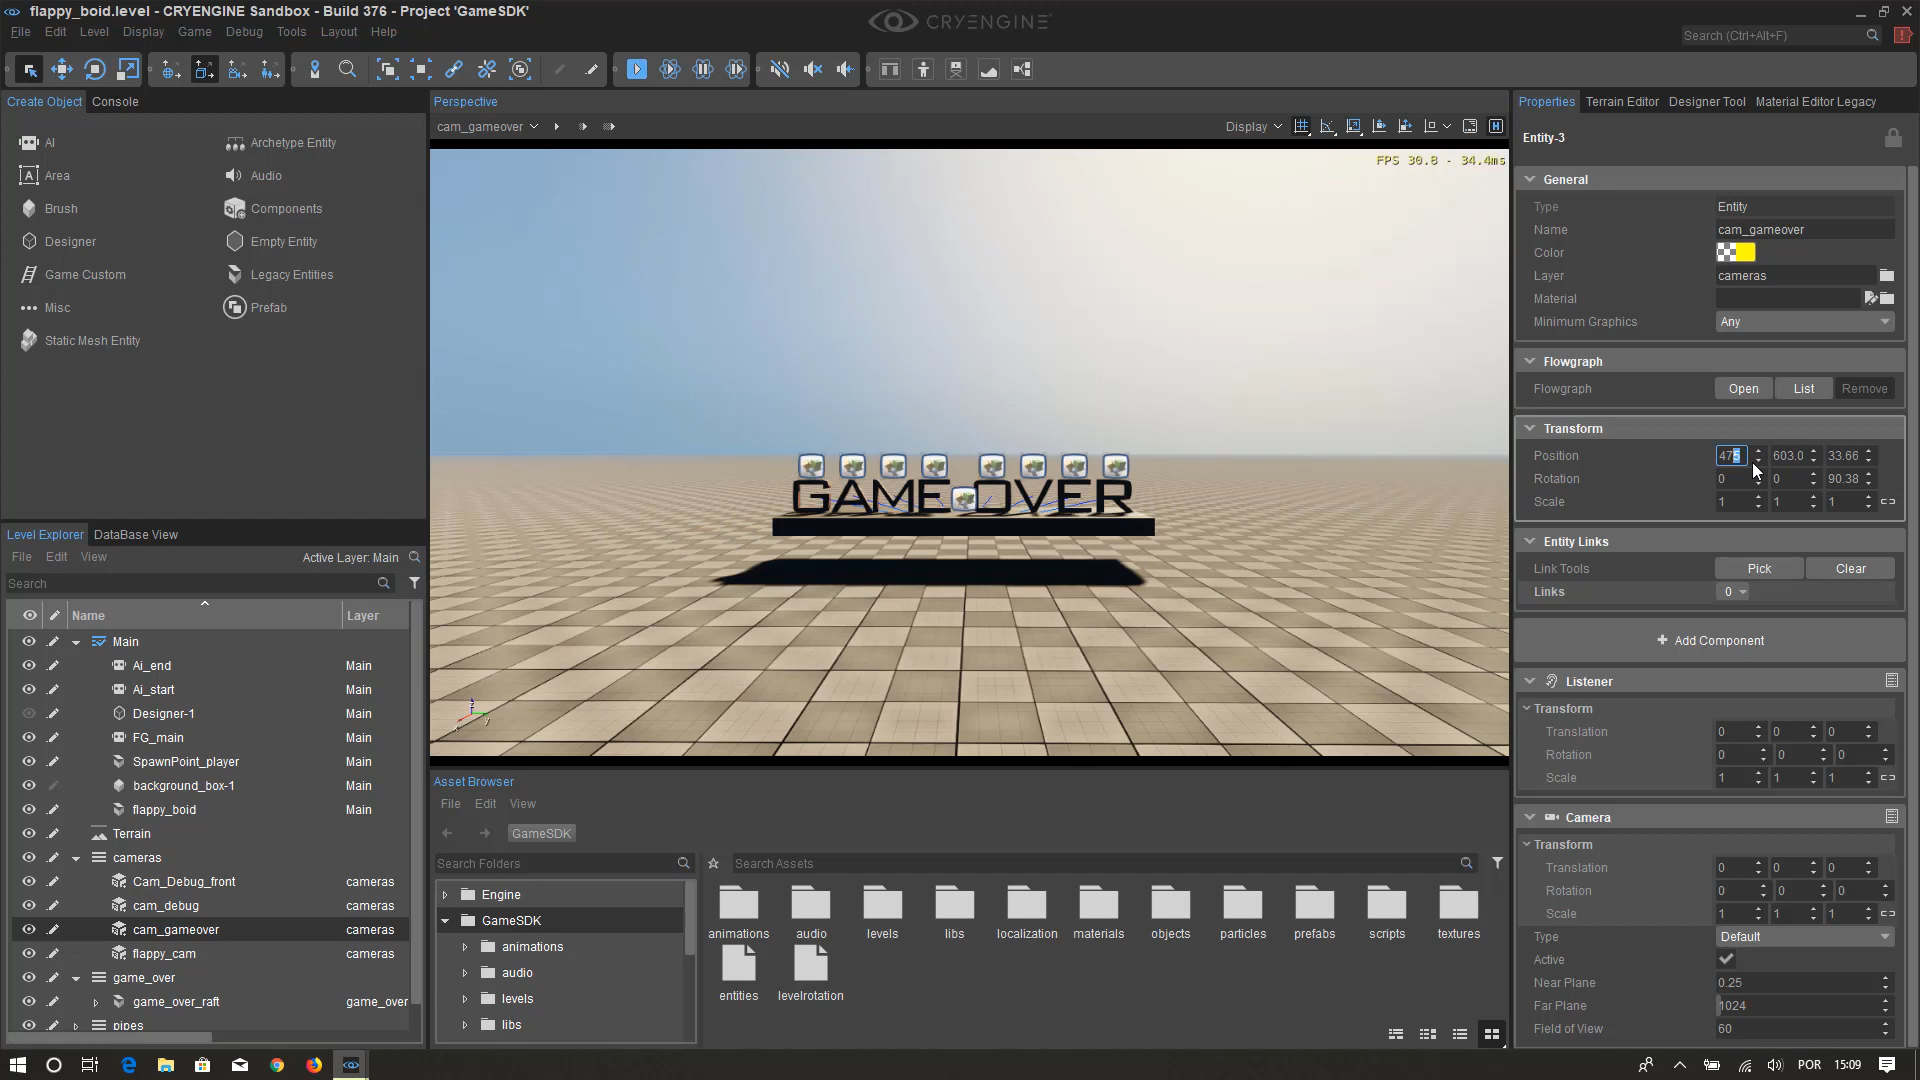 flappy_boid.level - CRYENGINE Sandbox - Build 376 - Project 'GameSDK'
CRYENGINE
File Edit Level Display Game Debug Tools Layout Help
Search (Ctrl+Alt+F)
Create Object Console
AI Archetype Entity
Area Audio
Brush Components
Designer Empty Entity
Game Custom Legacy Entities
Misc Prefab
Static Mesh Entity
Perspective
cam_gameover
Display
FPS 30.8 - 34.4ms
GAME OVER
z
y
Level Explorer DataBase View
File Edit View Active Layer: Main
Search
Name Layer
Main
Ai_end Main
Ai_start Main
Designer-1 Main
FG_main Main
SpawnPoint_player Main
background_box-1 Main
flappy_boid Main
Terrain
cameras
Cam_Debug_front cameras
cam_debug cameras
cam_gameover cameras
flappy_cam cameras
game_over
game_over_raft game_over
pipes
Asset Browser
File Edit View
GameSDK
Search Folders
Search Assets
Engine
GameSDK
animations
audio
levels
libs
animations audio levels libs localization materials objects particles prefabs scripts textures
entities levelrotation
Properties Terrain Editor Designer Tool Material Editor Legacy
Entity-3
General
Type Entity
Name cam_gameover
Color
Layer cameras
Material
Minimum Graphics Any
Flowgraph
Flowgraph Open List Remove
Transform
Position 475 603.0 33.66
Rotation 0 0 90.38
Scale 1 1 1
Entity Links
Link Tools Pick Clear
Links 0
+ Add Component
Listener
Transform
Translation 0 0 0
Rotation 0 0 0
Scale 1 1 1
Camera
Transform
Translation 0 0 0
Rotation 0 0 0
Scale 1 1 1
Type Default
Active
Near Plane 0.25
Far Plane 1024
Field of View 60
POR 15:09